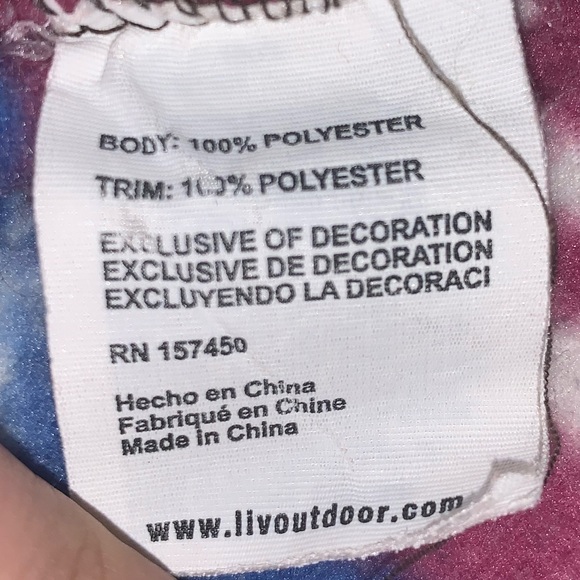 BODY: 100% POLYESTER
TRIM: 100% POLYESTER
EXCLUSIVE OF DECORATION
EXCLUSIVE DE DECORATION
EXCLUYENDO LA DECORACI
RN 157450
Hecho en China
Fabriqué en Chine
Made in China
www.livoutdoor.com